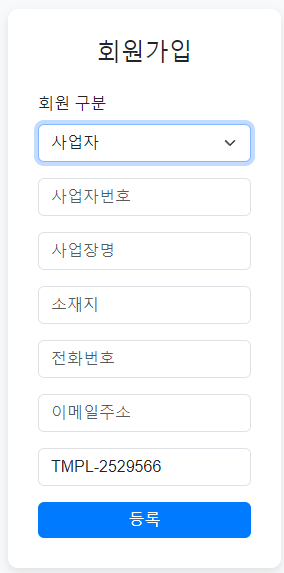 회원가입
회원 구분
사업자
사업자번호
사업장명
소재지
전화번호
이메일주소
TMPL-2529566
등록